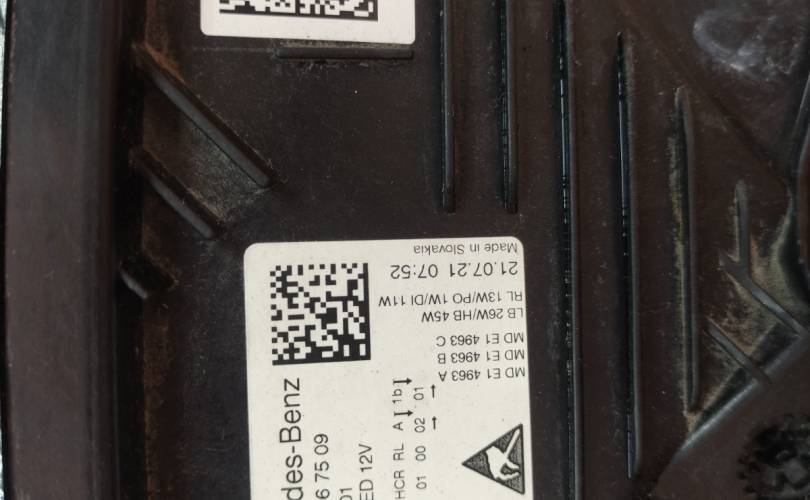 des-Benz
6 75 09
01
ED 12V
HCR RL A 1b
01 00 02 01
MD E1 4963 A
MD E1 4963 B
MD E1 4963 C
LB 26W/HB 45W
RL 13W/PO 1W/DI 11W
21.07.21 07:52
Made in Slovakia